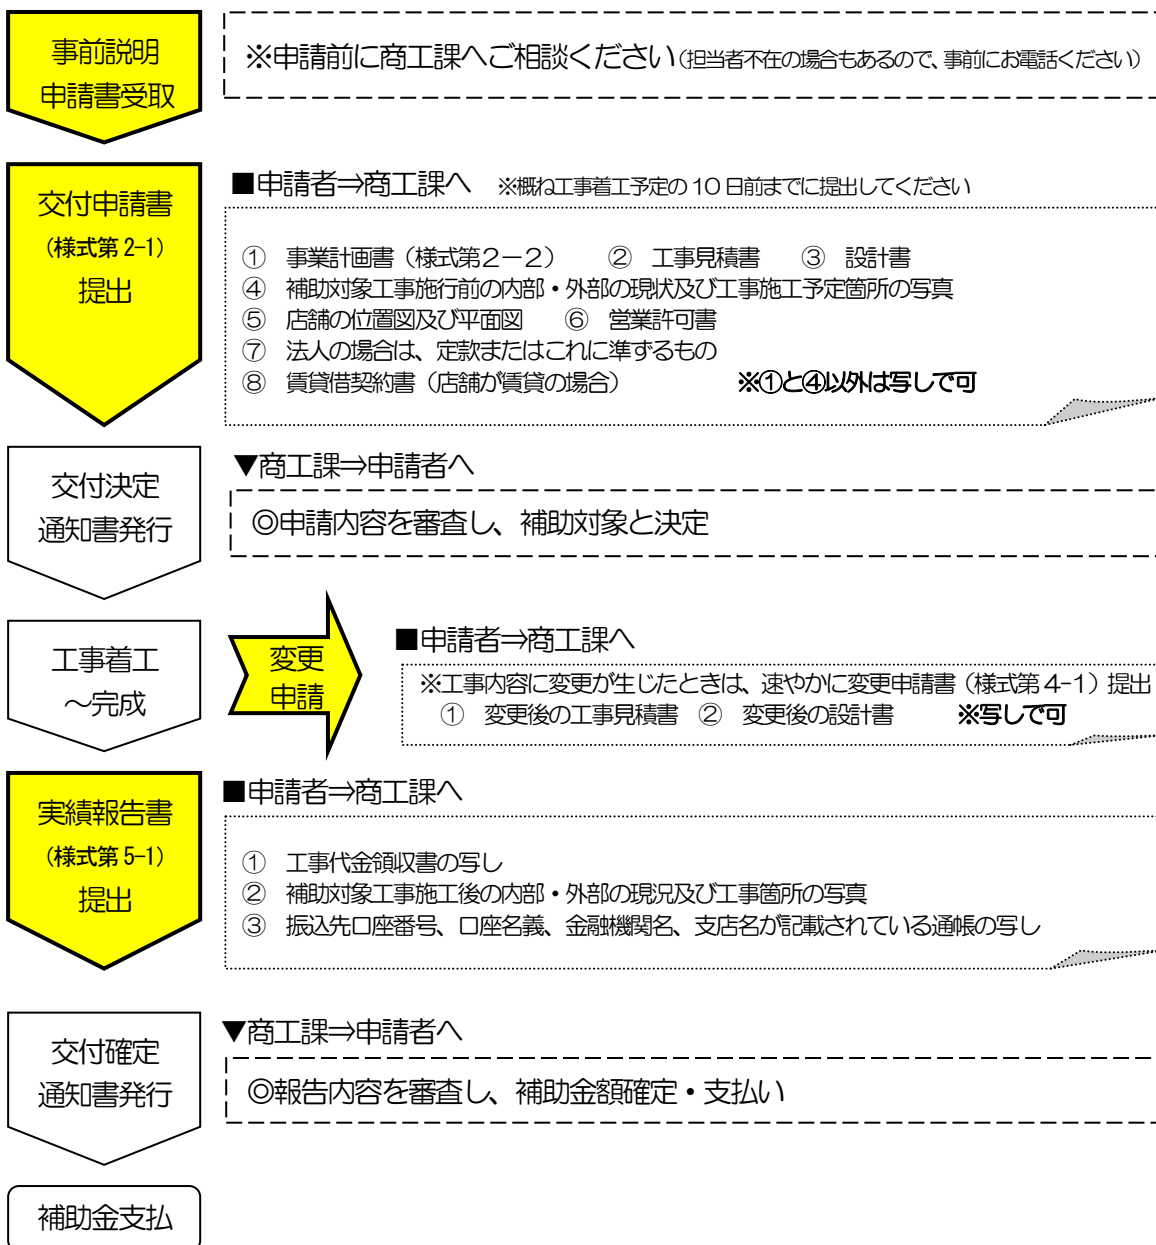 事前説明
申請書受取
※申請前に商工課へご相談ください(担当者不在の場合もあるので、事前にお電話ください)
交付申請書
(様式第2-1)
提出
■申請者⇒商工課へ ※概ね工事着工予定の10日前までに提出してください
① 事業計画書（様式第２－２） ② 工事見積書 ③ 設計書
④ 補助対象工事施行前の内部・外部の現状及び工事施工予定箇所の写真
⑤ 店舗の位置図及び平面図 ⑥ 営業許可書
⑦ 法人の場合は、定款またはこれに準ずるもの
⑧ 賃貸借契約書（店舗が賃貸の場合） ※①と④以外は写しで可
交付決定
通知書発行
▼商工課⇒申請者へ
◎申請内容を審査し、補助対象と決定
工事着工
～完成
変更
申請
■申請者⇒商工課へ
※工事内容に変更が生じたときは、速やかに変更申請書（様式第4-1）提出
① 変更後の工事見積書 ② 変更後の設計書 ※写しで可
実績報告書
(様式第5-1)
提出
■申請者⇒商工課へ
① 工事代金領収書の写し
② 補助対象工事施工後の内部・外部の現況及び工事箇所の写真
③ 振込先口座番号、口座名義、金融機関名、支店名が記載されている通帳の写し
交付確定
通知書発行
▼商工課⇒申請者へ
◎報告内容を審査し、補助金額確定・支払い
補助金支払